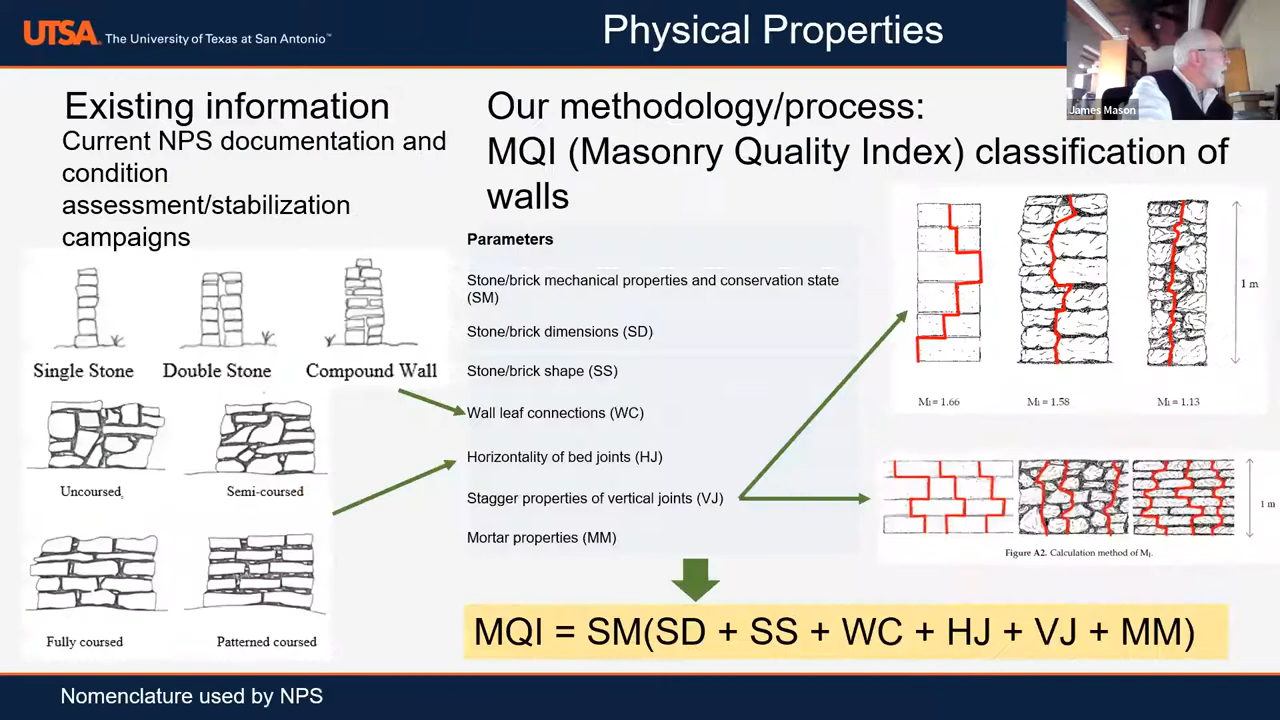 UTSA. The University of Texas at San Antonio™
Physical Properties
James Mason
Existing information
Current NPS documentation and
condition
assessment/stabilization
campaigns
Single Stone
Double Stone
Compound Wall
Uncoursed,
Semi-coursed
Fully coursed
Patterned coursed
Our methodology/process:
MQI (Masonry Quality Index) classification of
walls
Parameters
Stone/brick mechanical properties and conservation state
(SM)
Stone/brick dimensions (SD)
Stone/brick shape (SS)
Wall leaf connections (WC)
Horizontality of bed joints (HJ)
Stagger properties of vertical joints (VJ)
Mortar properties (MM)
1 m
Ml = 1.66
Ml = 1.58
Ml = 1.13
1 m
Figure A2. Calculation method of Ml.
MQI = SM(SD + SS + WC + HJ + VJ + MM)
Nomenclature used by NPS